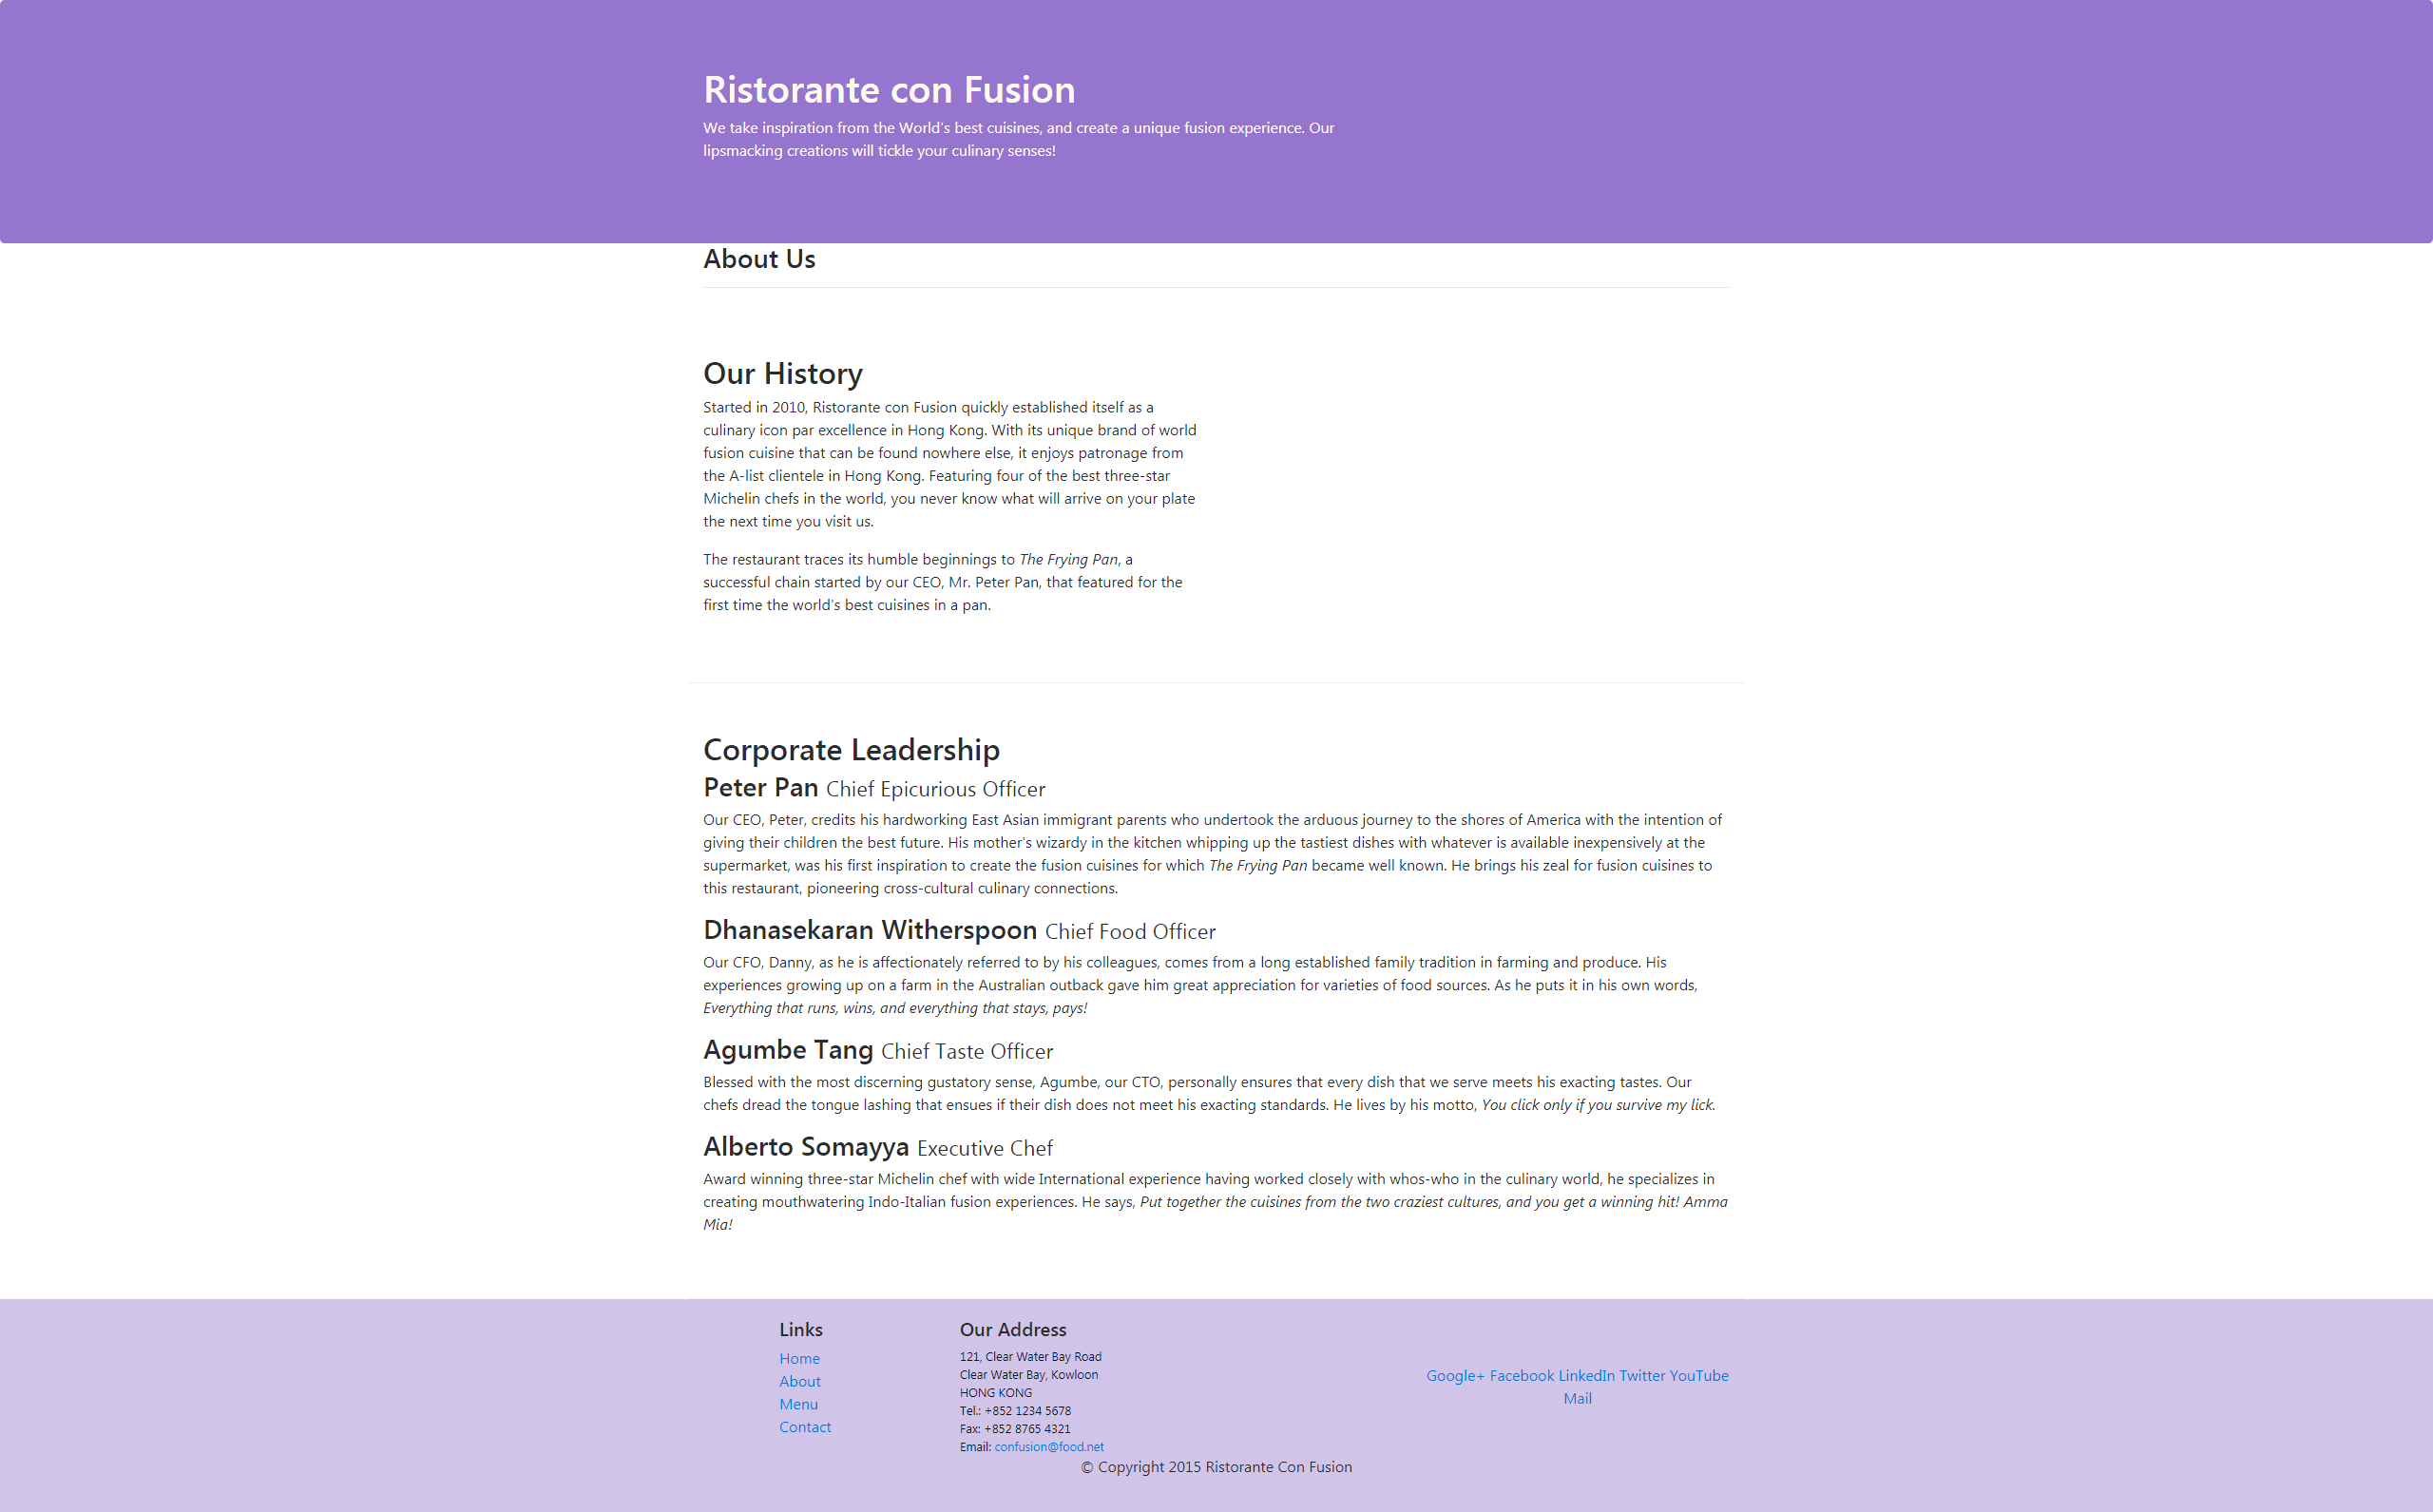 Ristorante con Fusion
We take inspiration from the World's best cuisines, and create a unique fusion experience. Our
lipsmacking creations will tickle your culinary senses!
About Us
Our History
Started in 2010, Ristorante con Fusion quickly established itself as a
culinary icon par excellence in Hong Kong. With its unique brand of world
fusion cuisine that can be found nowhere else, it enjoys patronage from
the A-list clientele in Hong Kong. Featuring four of the best three-star
Michelin chefs in the world, you never know what will arrive on your plate
the next time you visit us.
The restaurant traces its humble beginnings to The Frying Pan, a
successful chain started by our CEO, Mr. Peter Pan, that featured for the
first time the world's best cuisines in a pan.
Corporate Leadership
Peter Pan Chief Epicurious Officer
Our CEO, Peter, credits his hardworking East Asian immigrant parents who undertook the arduous journey to the shores of America with the intention of
giving their children the best future. His mother's wizardy in the kitchen whipping up the tastiest dishes with whatever is available inexpensively at the
supermarket, was his first inspiration to create the fusion cuisines for which The Frying Pan became well known. He brings his zeal for fusion cuisines to
this restaurant, pioneering cross-cultural culinary connections.
Dhanasekaran Witherspoon Chief Food Officer
Our CFO, Danny, as he is affectionately referred to by his colleagues, comes from a long established family tradition in farming and produce. His
experiences growing up on a farm in the Australian outback gave him great appreciation for varieties of food sources. As he puts it in his own words,
Everything that runs, wins, and everything that stays, pays!
Agumbe Tang Chief Taste Officer
Blessed with the most discerning gustatory sense, Agumbe, our CTO, personally ensures that every dish that we serve meets his exacting tastes. Our
chefs dread the tongue lashing that ensues if their dish does not meet his exacting standards. He lives by his motto, You click only if you survive my lick.
Alberto Somayya Executive Chef
Award winning three-star Michelin chef with wide International experience having worked closely with whos-who in the culinary world, he specializes in
creating mouthwatering Indo-Italian fusion experiences. He says, Put together the cuisines from the two craziest cultures, and you get a winning hit! Amma
Mia!
Links
Home
About
Menu
Contact
Our Address
121, Clear Water Bay Road
Clear Water Bay, Kowloon
HONG KONG
Tel.: +852 1234 5678
Fax: +852 8765 4321
Email: confusion@food.net
Google+ Facebook LinkedIn Twitter YouTube
Mail
© Copyright 2015 Ristorante Con Fusion